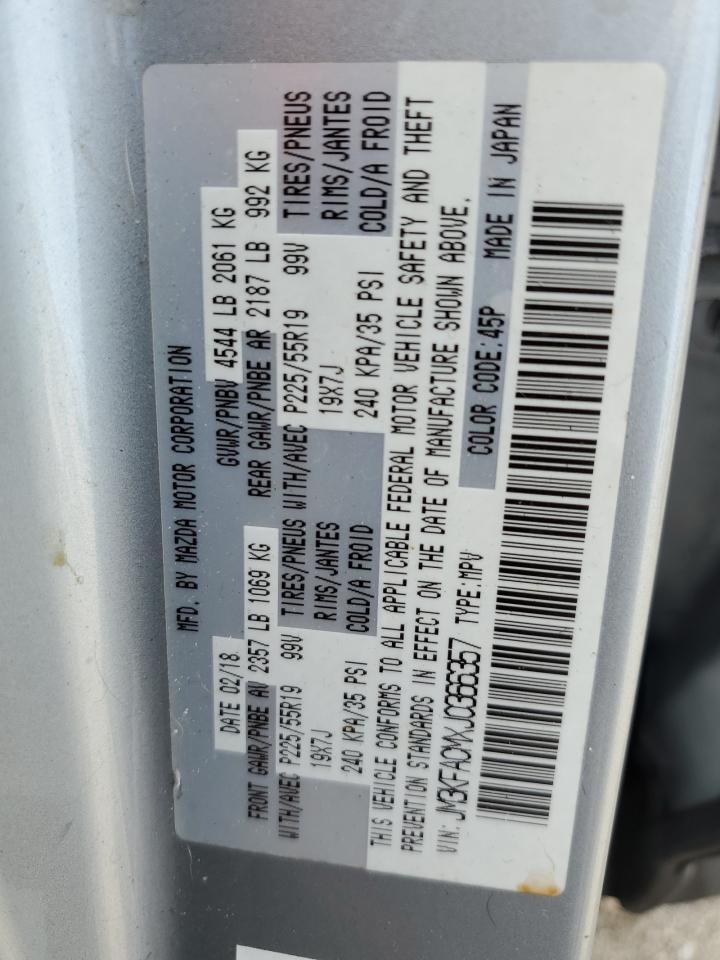 MFD. BY MAZDA MOTOR CORPORATION
DATE 02/18 GVWR/PNBV 4544 LB 2061 KG
FRONT GAWR/PNBE AV 2357 LB 1069 KG REAR GAWR/PNBE AR 2187 LB 992 KG
WITH/AVEC P225/55R19 99V TIRES/PNEUS WITH/AVEC P225/55R19 99V TIRES/PNEUS
19X7J RIMS/JANTES 19X7J RIMS/JANTES
240 KPA/35 PSI COLD/A FROID 240 KPA/35 PSI COLD/A FROID
THIS VEHICLE CONFORMS TO ALL APPLICABLE FEDERAL MOTOR VEHICLE SAFETY AND THEFT
PREVENTION STANDARDS IN EFFECT ON THE DATE OF MANUFACTURE SHOWN ABOVE.
VIN: JM3KFACMXJ0366357 TYPE:MPV COLOR CODE:45P MADE IN JAPAN